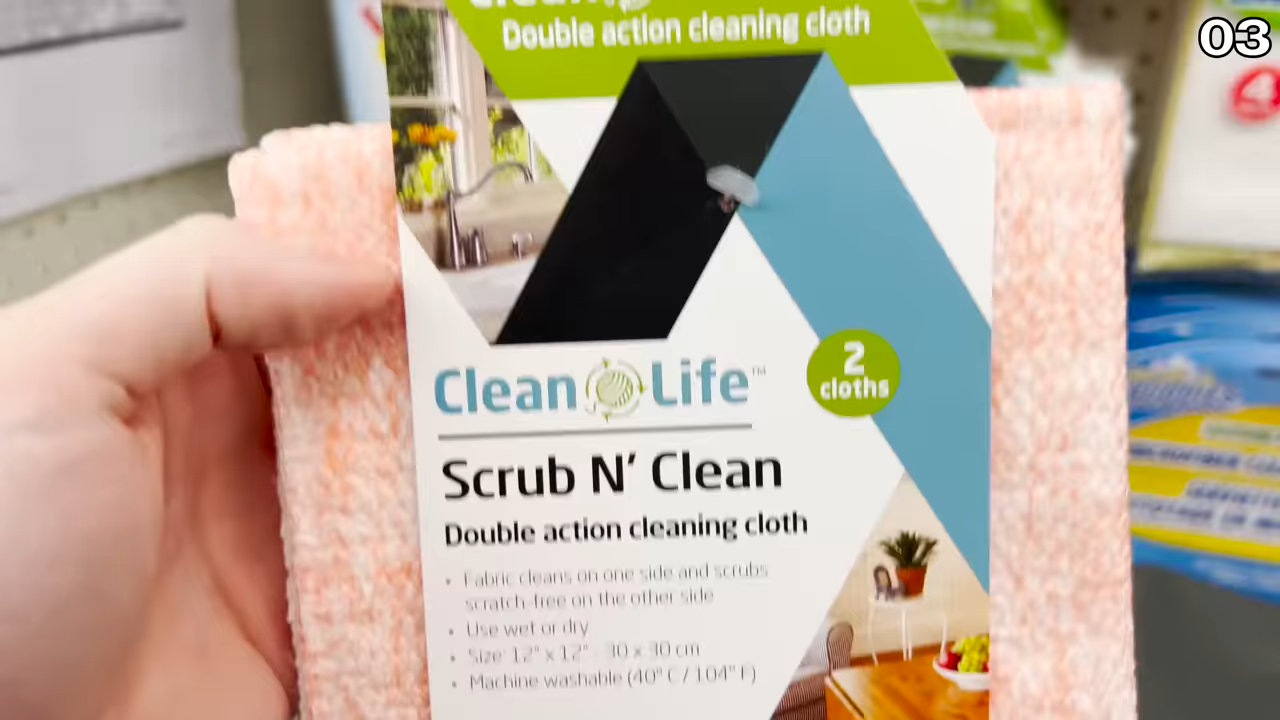 03
Double action cleaning cloth
4
Clean Life™
2
cloths
Scrub N' Clean
Double action cleaning cloth
• Fabric cleans on one side and scrubs
scratch-free on the other side
• Use wet or dry
• Size 12" x 12" - 30 x 30 cm
• Machine washable (40° C / 104° F)